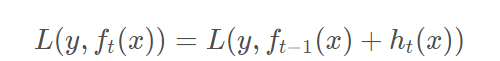 L(y, f_t(x)) = L(y, f_{t−1}(x) + h_t(x))